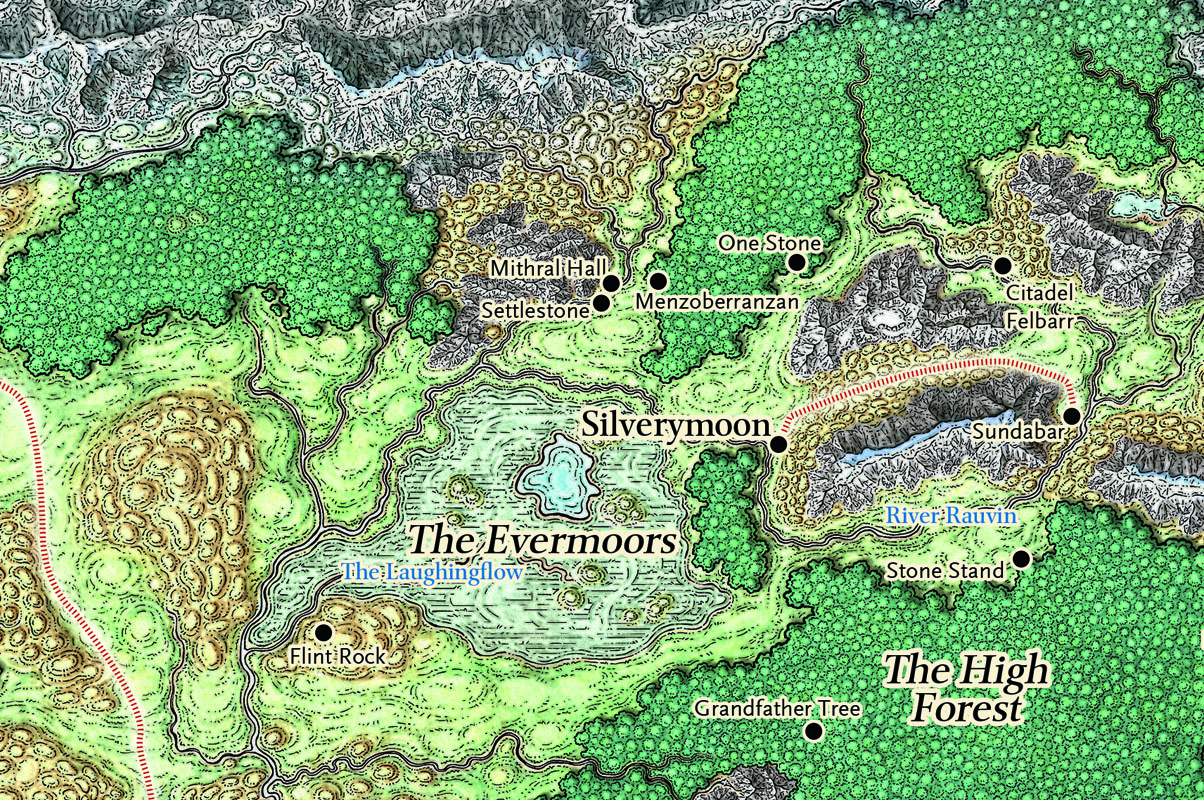 One Stone
Mithral Hall
Settlestone
Menzoberranzan
Citadel
Felbarr
Silverymoon
Sundabar
River Rauvin
The Evermoors
The Laughingflow
Stone Stand
Flint Rock
The High
Forest
Grandfather Tree